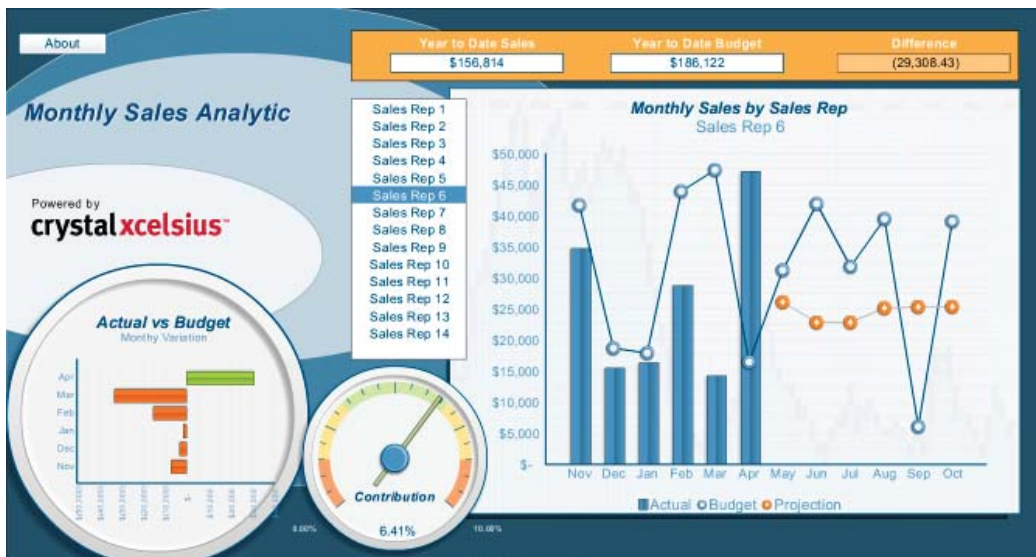 About
Year to Date Sales
Year to Date Budget
Difference
$156,814
$186,122
(29,308.43)
Monthly Sales Analytic
Powered by
crystalxcelsius™
Sales Rep 1
Sales Rep 2
Sales Rep 3
Sales Rep 4
Sales Rep 5
Sales Rep 6
Sales Rep 7
Sales Rep 8
Sales Rep 9
Sales Rep 10
Sales Rep 11
Sales Rep 12
Sales Rep 13
Sales Rep 14
Monthly Sales by Sales Rep
Sales Rep 6
$50,000
$45,000
$40,000
$35,000
$30,000
$25,000
$20,000
$15,000
$10,000
$5,000
$-
Nov Dec Jan Feb Mar Apr May Jun Jul Aug Sep Oct
Actual Budget Projection
Actual vs Budget
Monthy Variation
Apr
Mar
Feb
Jan
Dec
Nov
$-
Contribution
6.41%
0.00%
10.00%